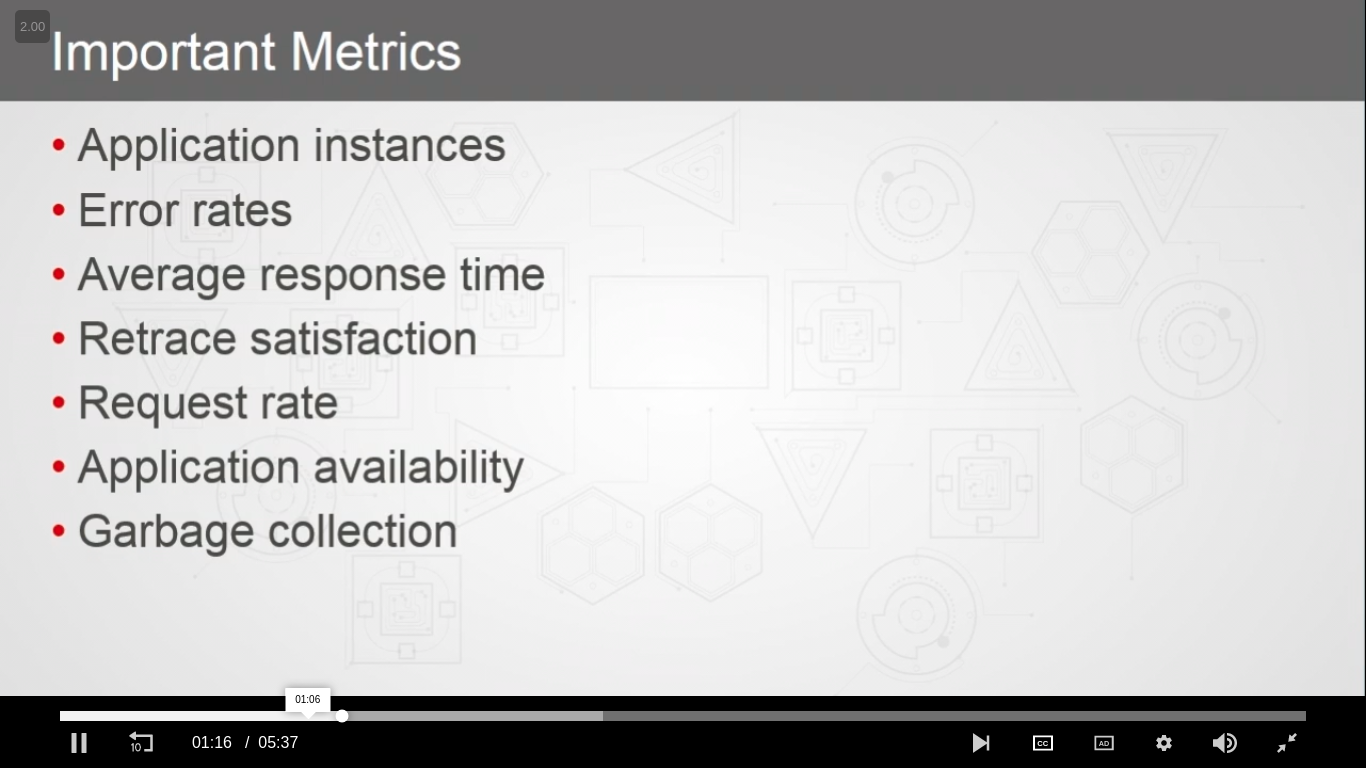 2.00
Important Metrics
• Application instances
• Error rates
• Average response time
• Retrace satisfaction
• Request rate
• Application availability
• Garbage collection
01:06
10 01:16 / 05:37 CC AD